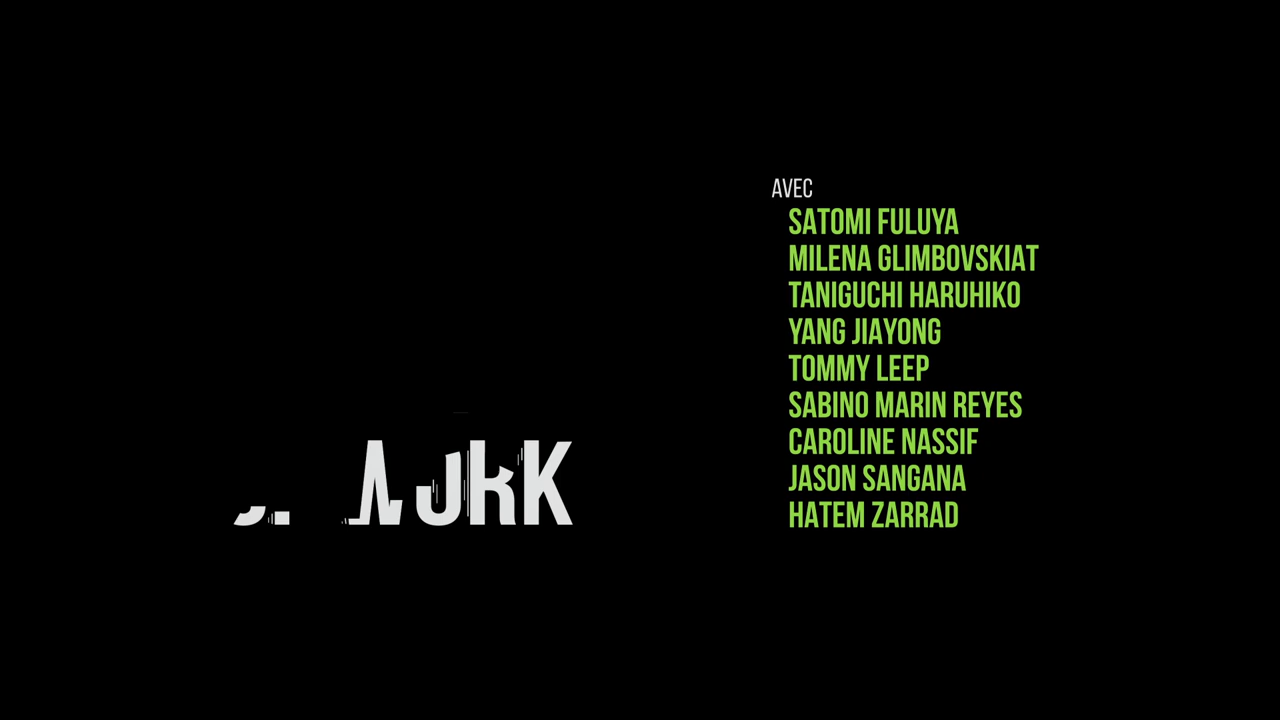 AVEC
SATOMI FULUYA
MILENA GLIMBOVSKIAT
TANIGUCHI HARUHIKO
YANG JIAYONG
TOMMY LEEP
SABINO MARIN REYES
CAROLINE NASSIF
JASON SANGANA
HATEM ZARRAD